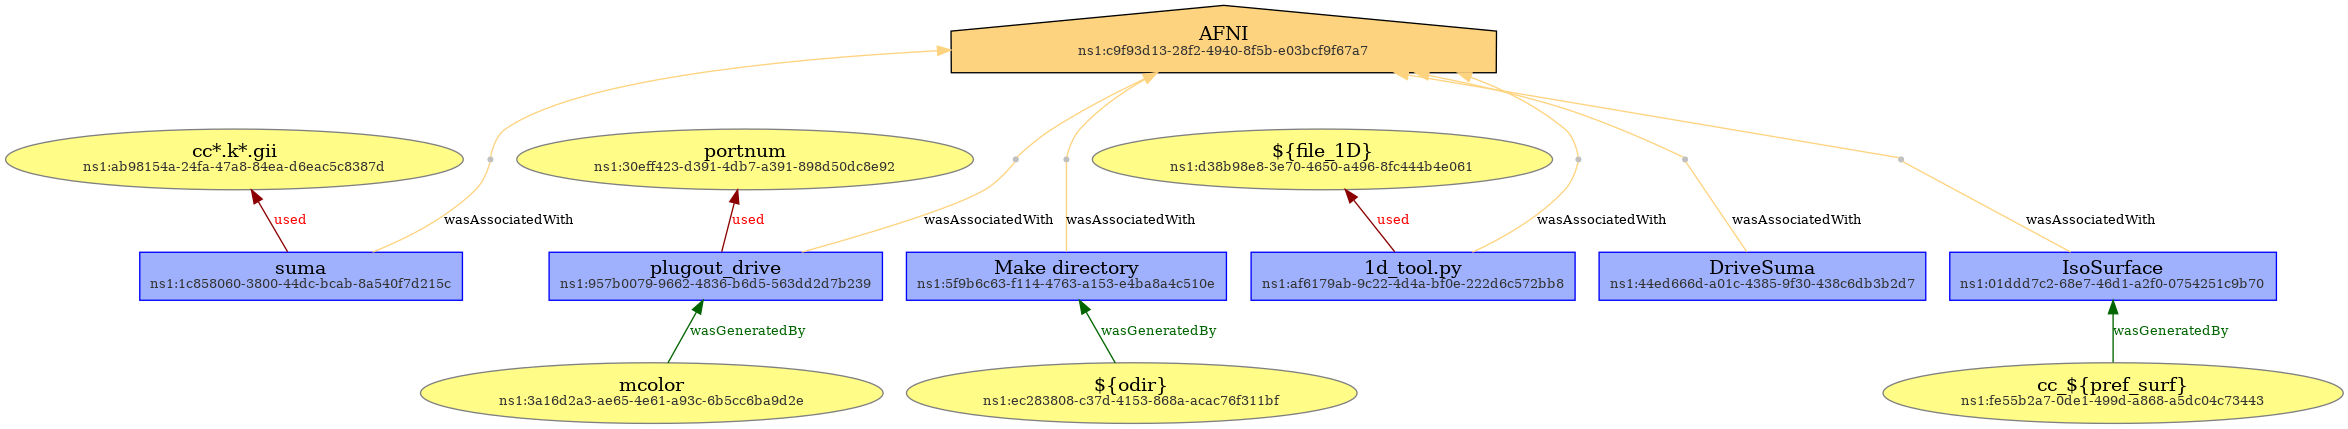 AFNI
ns1:c9f93d13-28f2-4940-8f5b-e03bcf9f67a7
cc*.k*.gii
ns1:ab98154a-24fa-47a8-84ea-d6eac5c8387d
portnum
ns1:30eff423-d391-4db7-a391-898d50dc8e92
${file_1D}
ns1:d38b98e8-3e70-4650-a496-8fc444b4e061
used
wasAssociatedWith
used
wasAssociatedWith
wasAssociatedWith
used
wasAssociatedWith
wasAssociatedWith
wasAssociatedWith
suma
ns1:1c858060-3800-44dc-bcab-8a540f7d215c
plugout_drive
ns1:957b0079-9662-4836-b6d5-563dd2d7b239
Make directory
ns1:5f9b6c63-f114-4763-a153-e4ba8a4c510e
1d_tool.py
ns1:af6179ab-9c22-4d4a-bf0e-222d6c572bb8
DriveSuma
ns1:44ed666d-a01c-4385-9f30-438c6db3b2d7
IsoSurface
ns1:01ddd7c2-68e7-46d1-a2f0-0754251c9b70
wasGeneratedBy
wasGeneratedBy
wasGeneratedBy
mcolor
ns1:3a16d2a3-ae65-4e61-a93c-6b5cc6ba9d2e
${odir}
ns1:ec283808-c37d-4153-868a-acac76f311bf
cc_${pref_surf}
ns1:fe55b2a7-0de1-499d-a868-a5dc04c73443